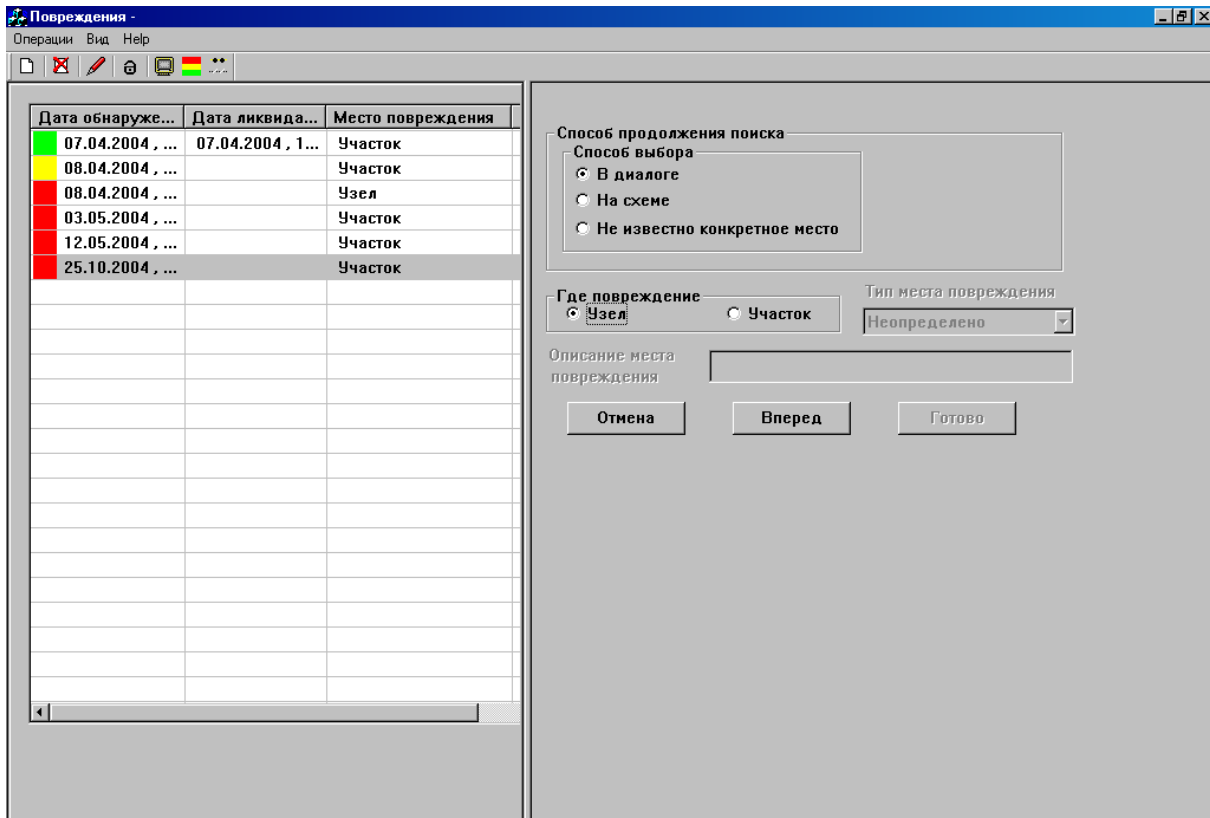 Повреждения -
Операции Вид Help
Дата обнаруже... Дата ликвида... Место повреждения
07.04.2004 , ... 07.04.2004 , 1... Участок
08.04.2004 , ... Участок
08.04.2004 , ... Узел
03.05.2004 , ... Участок
12.05.2004 , ... Участок
25.10.2004 , ... Участок
Способ продолжения поиска
Способ выбора
В диалоге
На схеме
Не известно конкретное место
Где повреждение
Узел Участок
Тип места повреждения
Неопределено
Описание места
повреждения
Отмена Вперед Готово